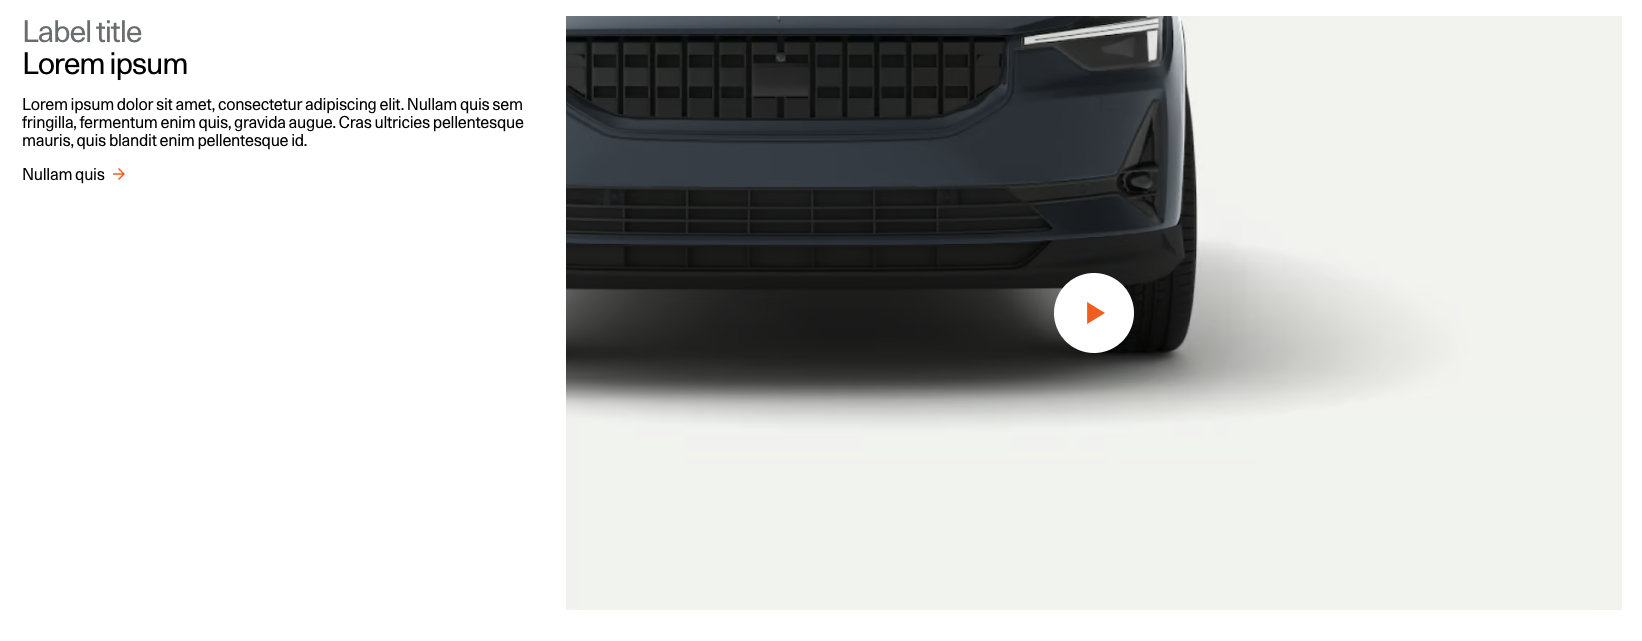 Label title
Lorem ipsum
Lorem ipsum dolor sit amet, consectetur adipiscing elit. Nullam quis sem
fringilla, fermentum enim quis, gravida augue. Cras ultricies pellentesque
mauris, quis blandit enim pellentesque id.
Nullam quis